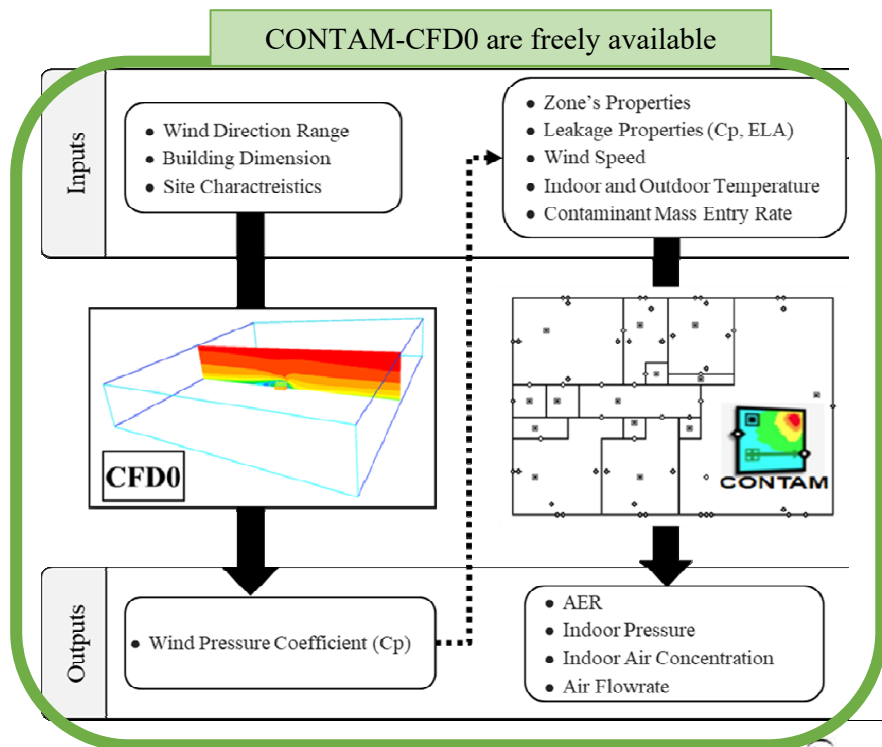 CONTAM-CFD0 are freely available
Inputs
• Wind Direction Range
• Building Dimension
• Site Charactreistics
• Zone's Properties
• Leakage Properties (Cp, ELA)
• Wind Speed
• Indoor and Outdoor Temperature
• Contaminant Mass Entry Rate
CFD0
CONTAM
Outputs
• Wind Pressure Coefficient (Cp)
• AER
• Indoor Pressure
• Indoor Air Concentration
• Air Flowrate